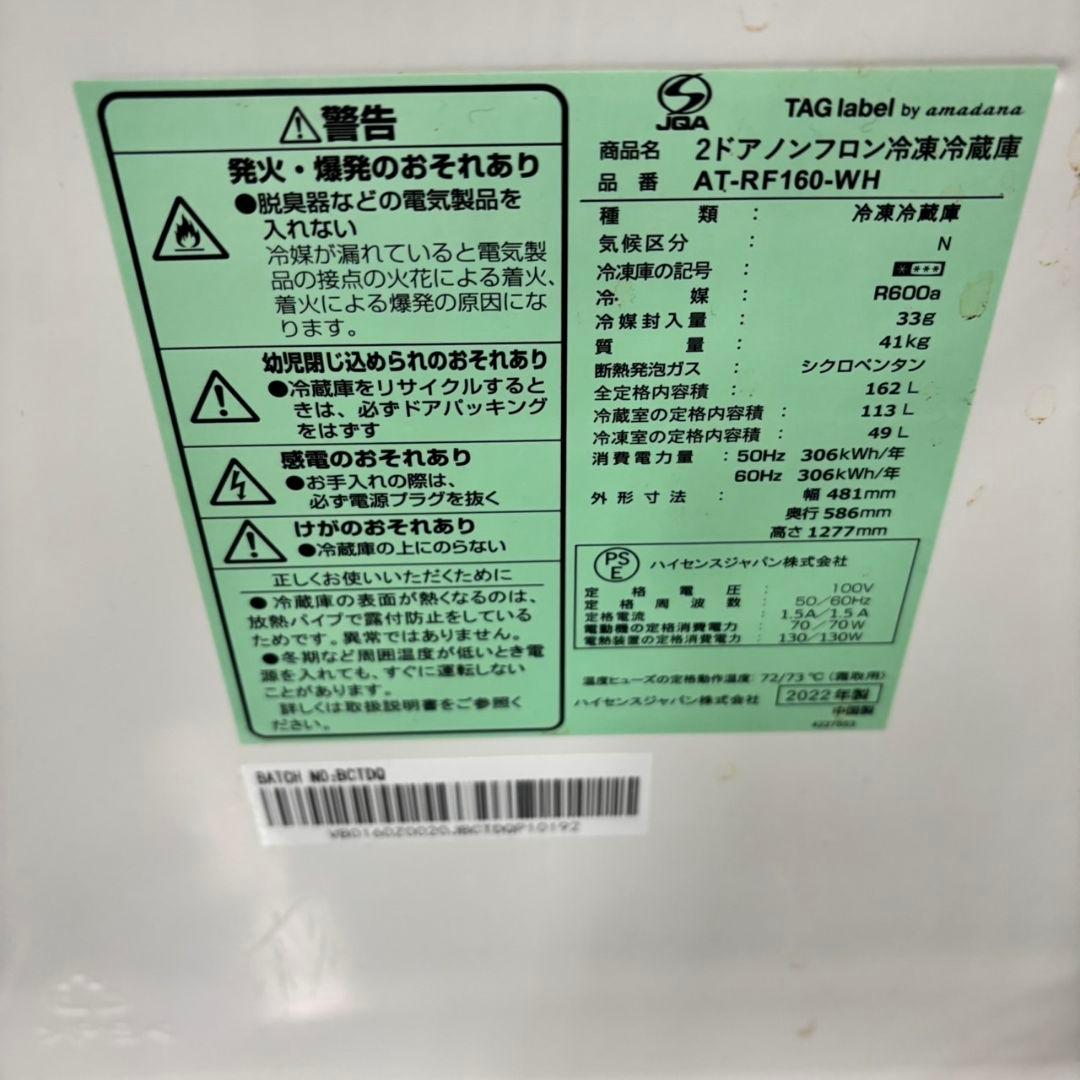 警告
発火・爆発のおそれあり
●脱臭器などの電気製品を
入れない
冷媒が漏れていると電気製
品の接点の火花による着火、
着火による爆発の原因にな
ります。
幼児閉じ込められのおそれあり
●冷蔵庫をリサイクルすると
きは、必ずドアパッキング
をはずす
感電のおそれあり
●お手入れの際は、
必ず電源プラグを抜く
けがのおそれあり
●冷蔵庫の上にのらない
正しくお使いいただくために
●冷蔵庫の表面が熱くなるのは、
放熱パイプで露付防止をしている
ためです。異常ではありません。
●冬期など周囲温度が低いとき電
源を入れても、すぐに運転しない
ことがあります。
詳しくは取扱説明書をご参照く
ださい。
JQA
TAG label by amadana
商品名 2ドアノンフロン冷凍冷蔵庫
品番 AT-RF160-WH
種類 : 冷凍冷蔵庫
気候区分 : N
冷凍庫の記号 : ****
冷媒 : R600a
冷媒封入量 : 33g
質量 : 41kg
断熱発泡ガス : シクロペンタン
全定格内容積 : 162L
冷蔵室の定格内容積 : 113L
冷凍室の定格内容積 : 49L
消費電力量 : 50Hz 306kWh/年
60Hz 306kWh/年
外形寸法 : 幅 481mm
奥行 586mm
高さ 1277mm
PSE ハイセンスジャパン株式会社
定格電圧 : 100V
定格周波数 : 50/60Hz
定格電流 : 1.5A/1.5A
電動機の定格消費電力 : 70/70W
電熱装置の定格消費電力 : 130/130W
温度ヒューズの定格動作温度:72/73℃(霜取用)
ハイセンスジャパン株式会社 2022年製
中国製
BATCH NO:BCTDQ